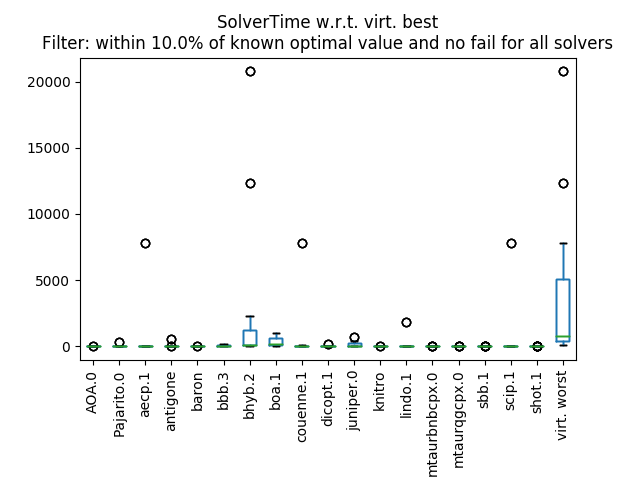 SolverTime w.r.t. virt. best
Filter: within 10.0% of known optimal value and no fail for all solvers
20000
15000
10000
5000
0
AOA.0
Pajarito.0
aecp.1
antigone
baron
bbb.3
bhyb.2
boa.1
couenne.1
dicopt.1
juniper.0
knitro
lindo.1
mtaurbnbcpx.0
mtaurqgcpx.0
sbb.1
scip.1
shot.1
virt. worst